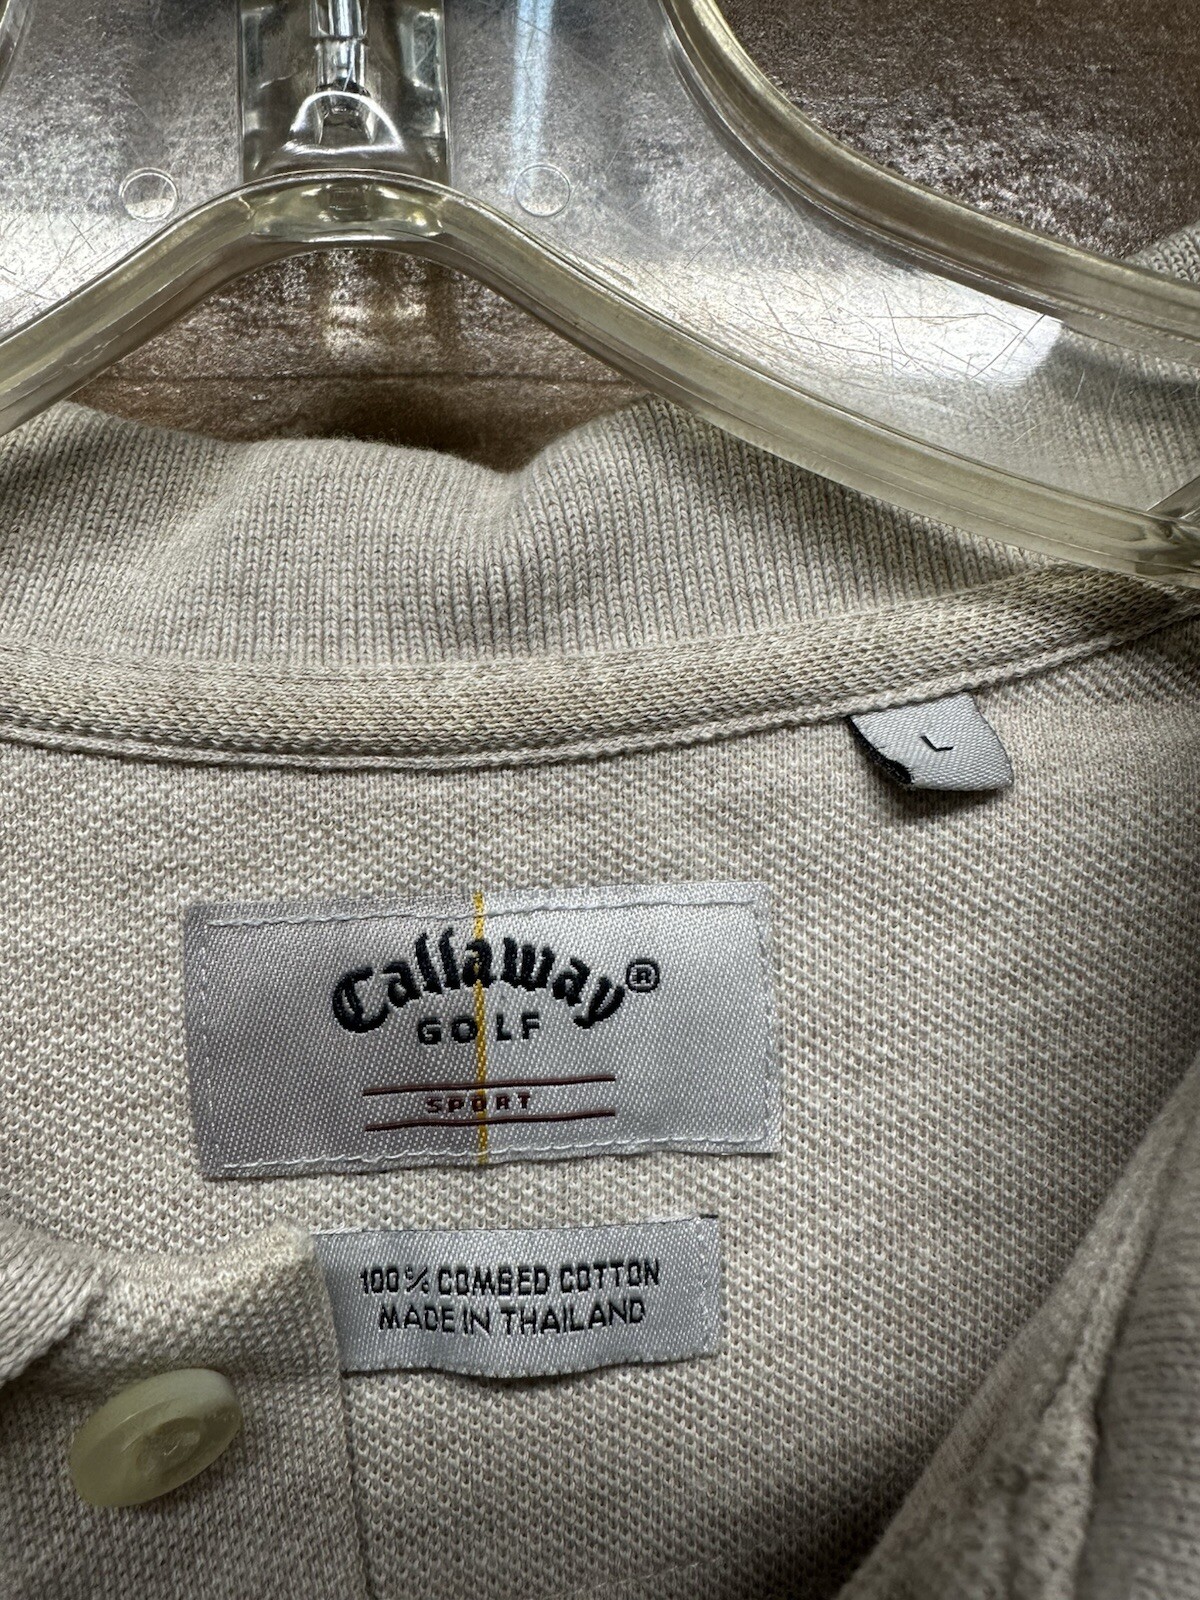 L
Callaway®
GOLF
SPORT
100% COMBED COTTON
MADE IN THAILAND